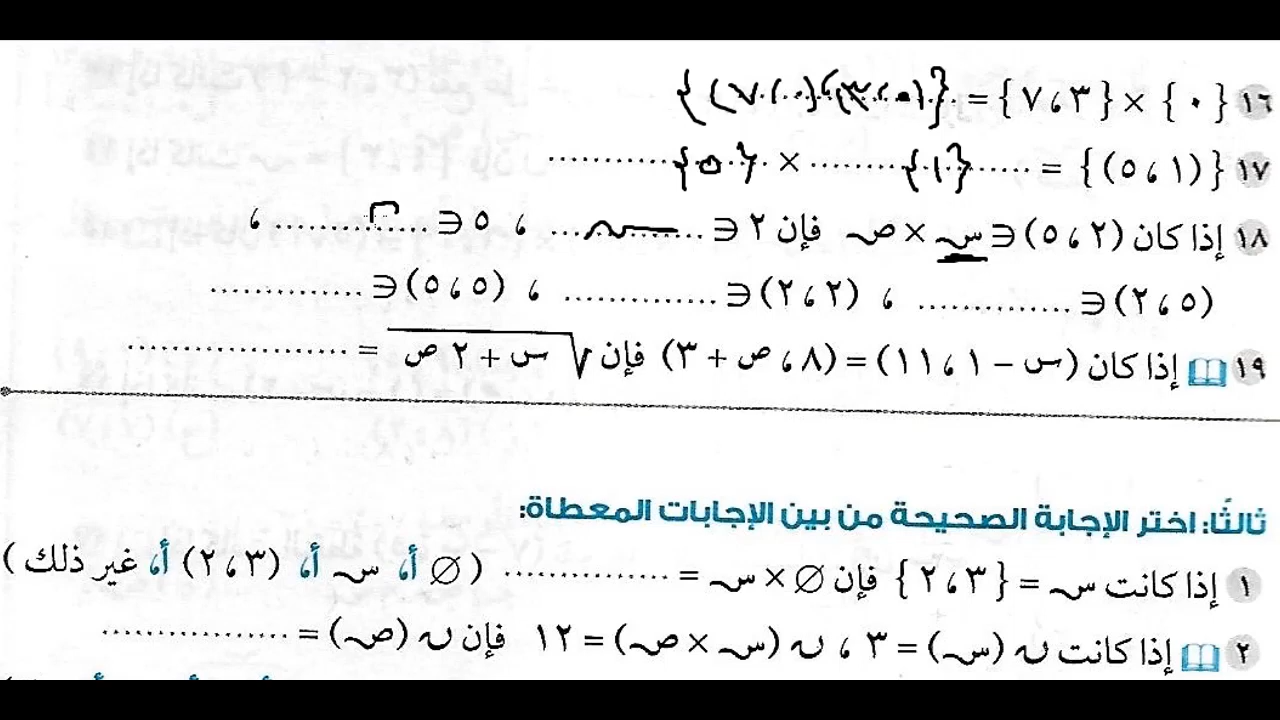 ١٦ { ٠ } × { ٣ ، ٧ } = { (٠ ، ٣) ، (٠ ، ٧) }
١٧ { (١ ، ٥) } = { ١ } × { ٥ }
١٨ إذا كان (٢ ، ٥) ∈ س × ص فإن ٢ ∈ ...س... ، ٥ ∈ ............... ،
(٥ ، ٢) ∈ ............... ، (٢ ، ٢) ∈ ............... ، (٥ ، ٥) ∈ ...............
١٩ إذا كان (س – ١ ، ١١) = (٨ ، ص + ٣) فإن √س + ٢ ص = .....................
ثالثًا: اختر الإجابة الصحيحة من بين الإجابات المعطاة:
١ إذا كانت س = { ٣ ، ٢ } فإن ∅ × س = ................ ( ∅ أ، س أ، (٣ ، ٢) أ، غير ذلك )
٢ إذا كانت ن (س) = ٣ ، ن (س × ص) = ١٢ فإن ن (ص) = ..................